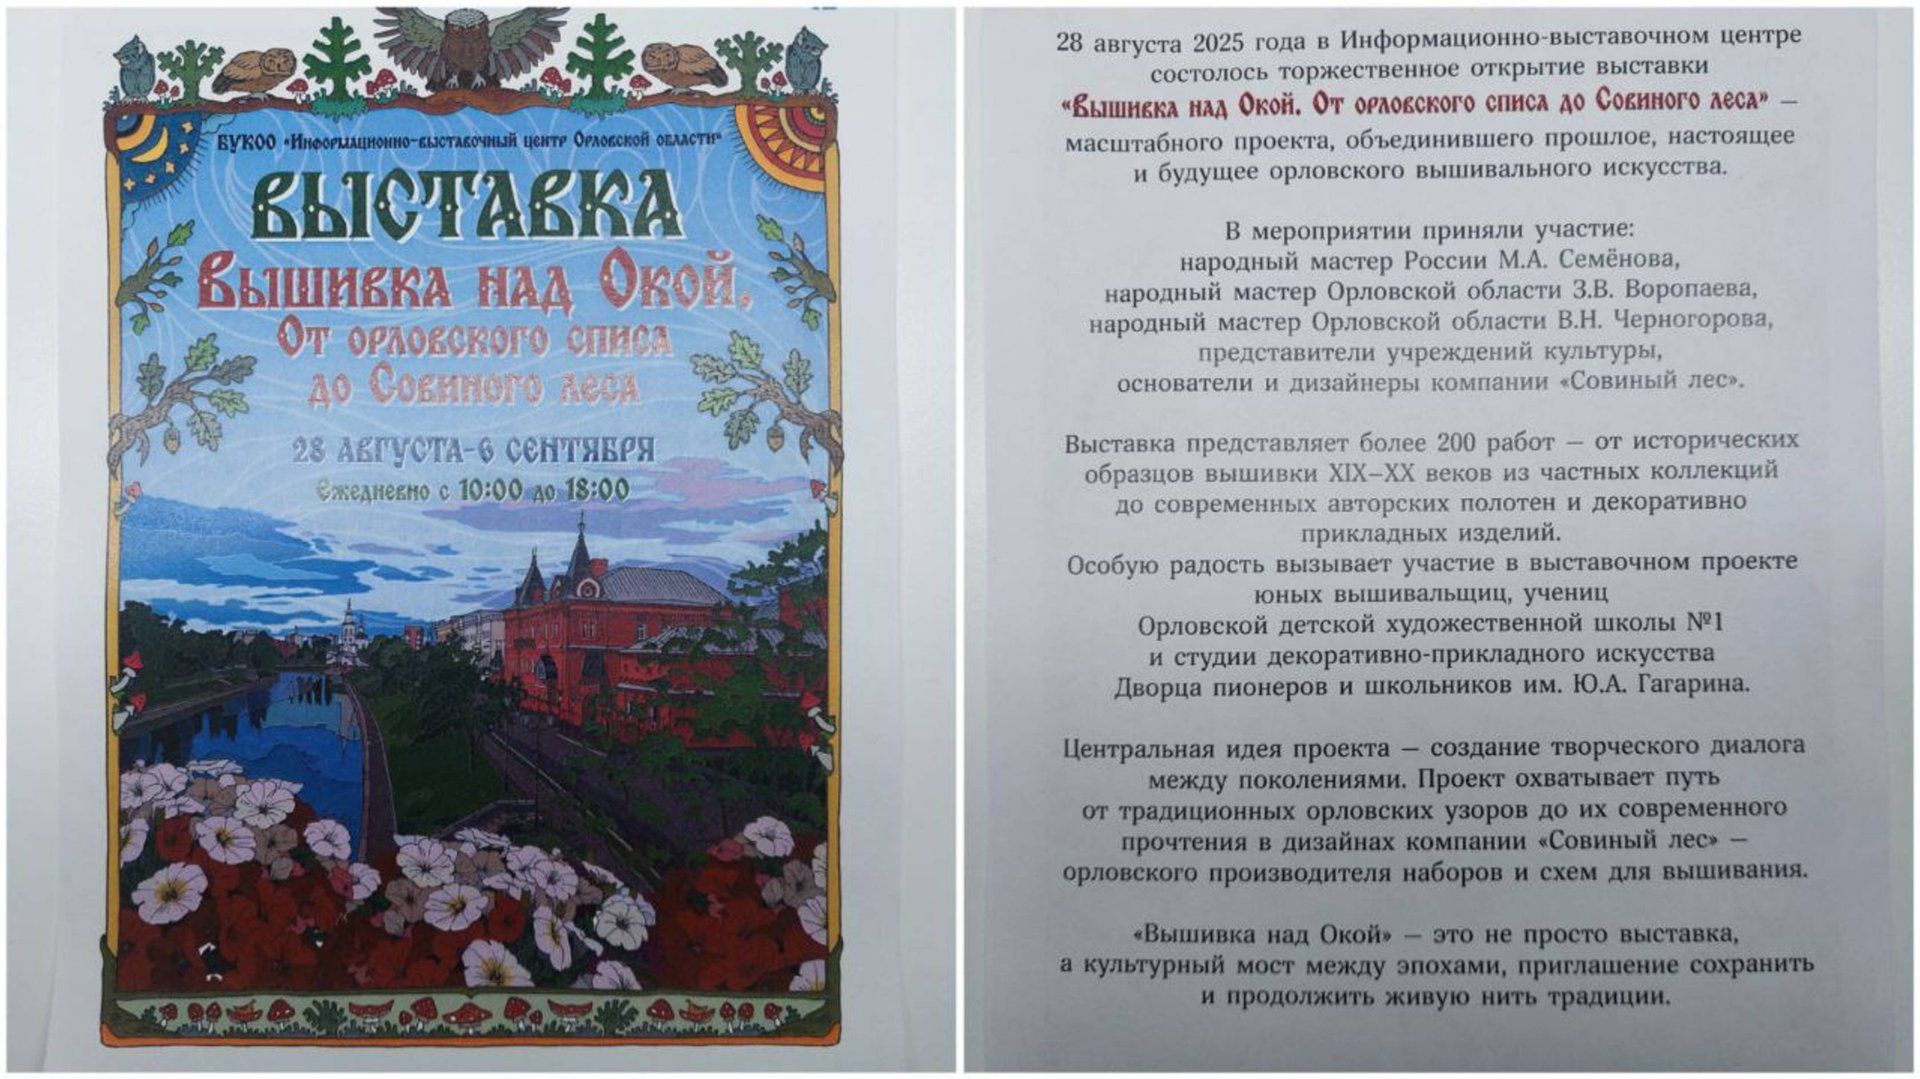 БУКОО «Информационно-выставочный центр Орловской области»
ВЫСТАВКА
Вышивка над Окой.
От орловского списа
до Совиного леса
28 АВГУСТА-6 СЕНТЯБРЯ
Ежедневно с 10:00 до 18:00
28 августа 2025 года в Информационно-выставочном центре
состолось торжественное открытие выставки
«Вышивка над Окой. От орловского списа до Совиного леса» –
масштабного проекта, объединившего прошлое, настоящее
и будущее орловского вышивального искусства.
В мероприятии приняли участие:
народный мастер России М.А. Семёнова,
народный мастер Орловской области З.В. Воропаева,
народный мастер Орловской области В.Н. Черногорова,
представители учреждений культуры,
основатели и дизайнеры компании «Совиный лес».
Выставка представляет более 200 работ – от исторических
образцов вышивки XIX–XX веков из частных коллекций
до современных авторских полотен и декоративно
прикладных изделий.
Особую радость вызывает участие в выставочном проекте
юных вышивальщиц, учениц
Орловской детской художественной школы №1
и студии декоративно-прикладного искусства
Дворца пионеров и школьников им. Ю.А. Гагарина.
Центральная идея проекта – создание творческого диалога
между поколениями. Проект охватывает путь
от традиционных орловских узоров до их современного
прочтения в дизайнах компании «Совиный лес» –
орловского производителя наборов и схем для вышивания.
«Вышивка над Окой» – это не просто выставка,
а культурный мост между эпохами, приглашение сохранить
и продолжить живую нить традиции.